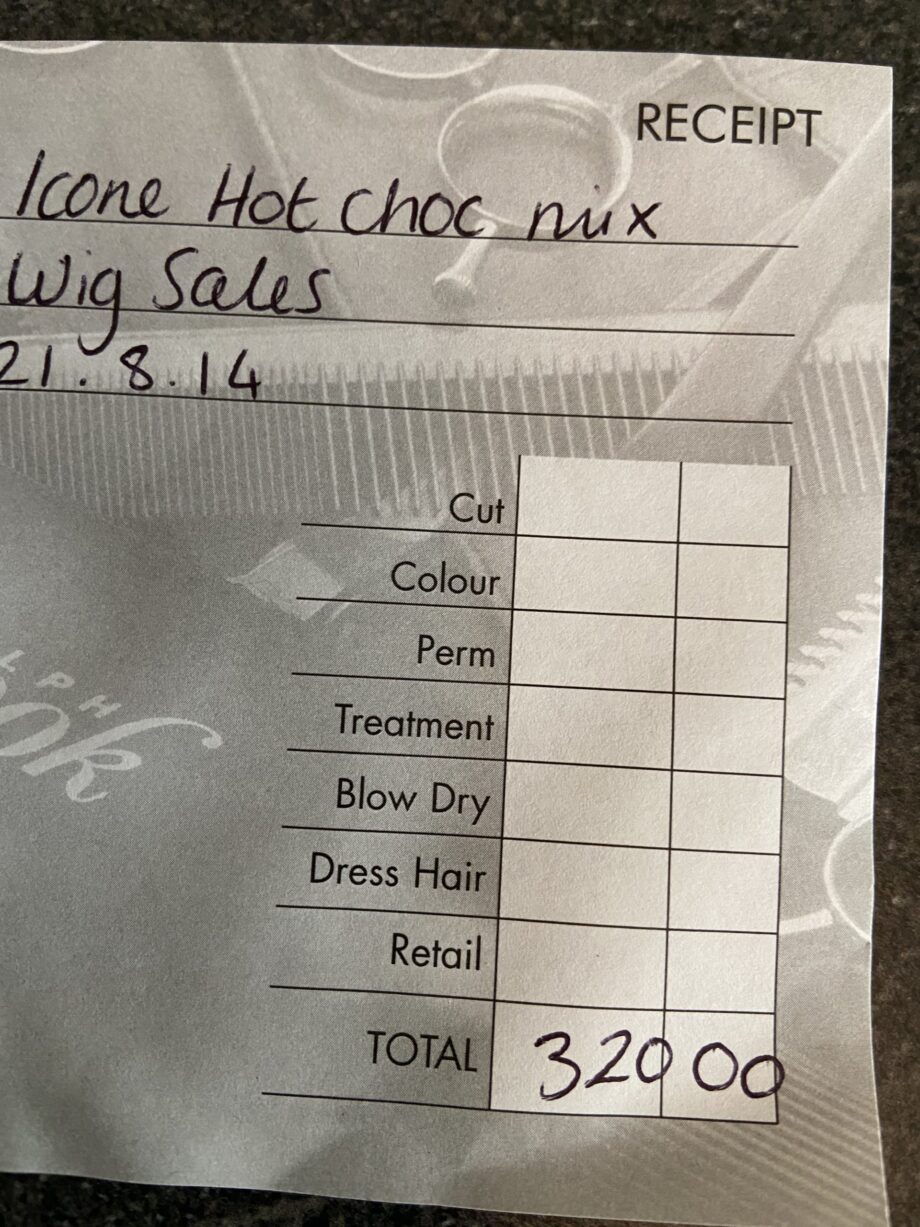 RECEIPT
Icone Hot Choc mix
Wig Sales
21.8.14
Cut
Colour
Perm
Treatment
Blow Dry
Dress Hair
Retail
TOTAL 320 00